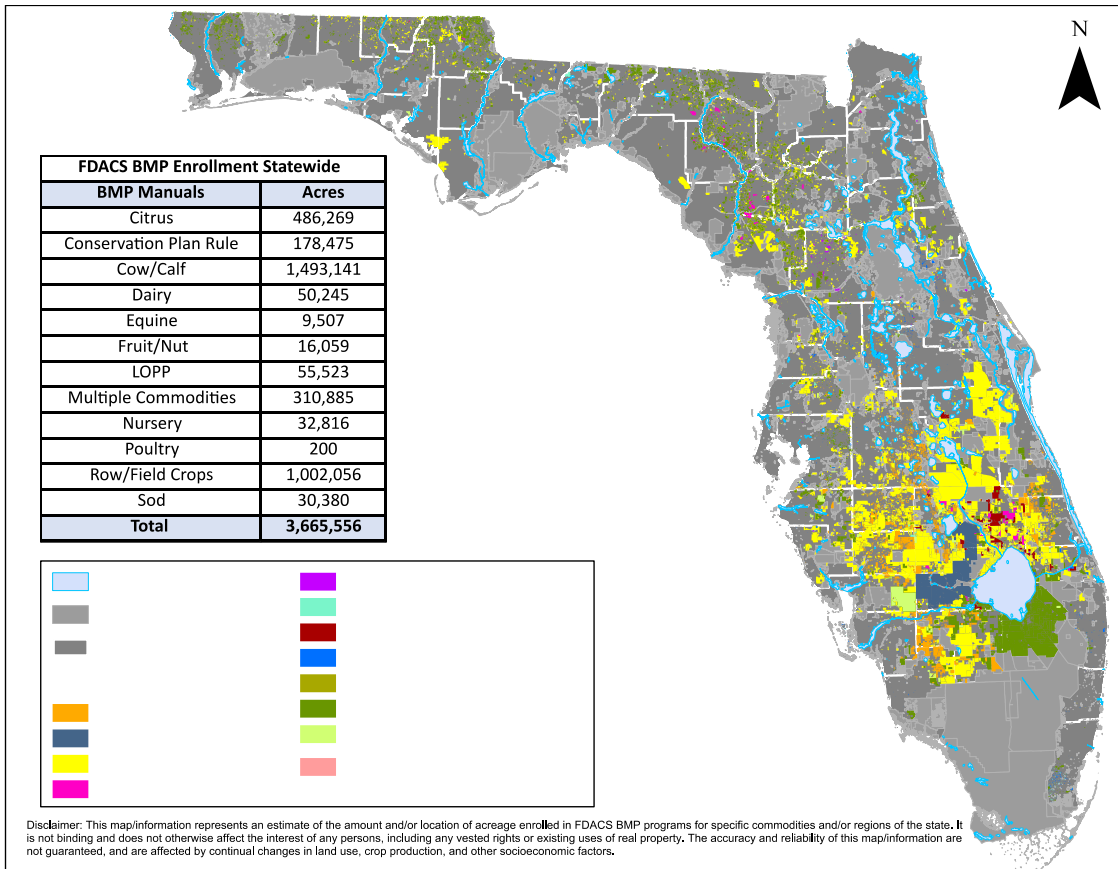 N
FDACS BMP Enrollment Statewide
BMP Manuals Acres
Citrus 486,269
Conservation Plan Rule 178,475
Cow/Calf 1,493,141
Dairy 50,245
Equine 9,507
Fruit/Nut 16,059
LOPP 55,523
Multiple Commodities 310,885
Nursery 32,816
Poultry 200
Row/Field Crops 1,002,056
Sod 30,380
Total 3,665,556
Disclaimer: This map/information represents an estimate of the amount and/or location of acreage enrolled in FDACS BMP programs for specific commodities and/or regions of the state. It
is not binding and does not otherwise affect the interest of any persons, including any vested rights or existing uses of real property. The accuracy and reliability of this map/information are
not guaranteed, and are affected by continual changes in land use, crop production, and other socioeconomic factors.